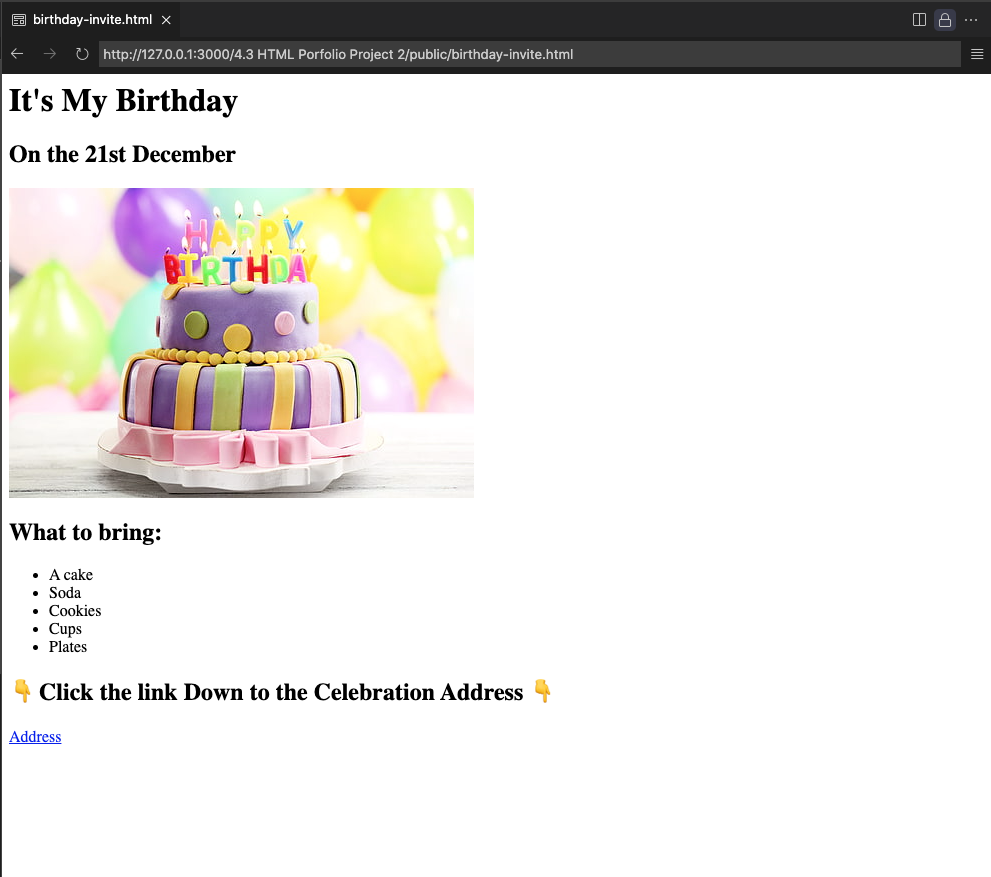 birthday-invite.html
http://127.0.0.1:3000/4.3 HTML Porfolio Project 2/public/birthday-invite.html
It's My Birthday
On the 21st December
HAPPY
BIRTHDAY
What to bring:
• A cake
• Soda
• Cookies
• Cups
• Plates
👇 Click the link Down to the Celebration Address 👇
Address